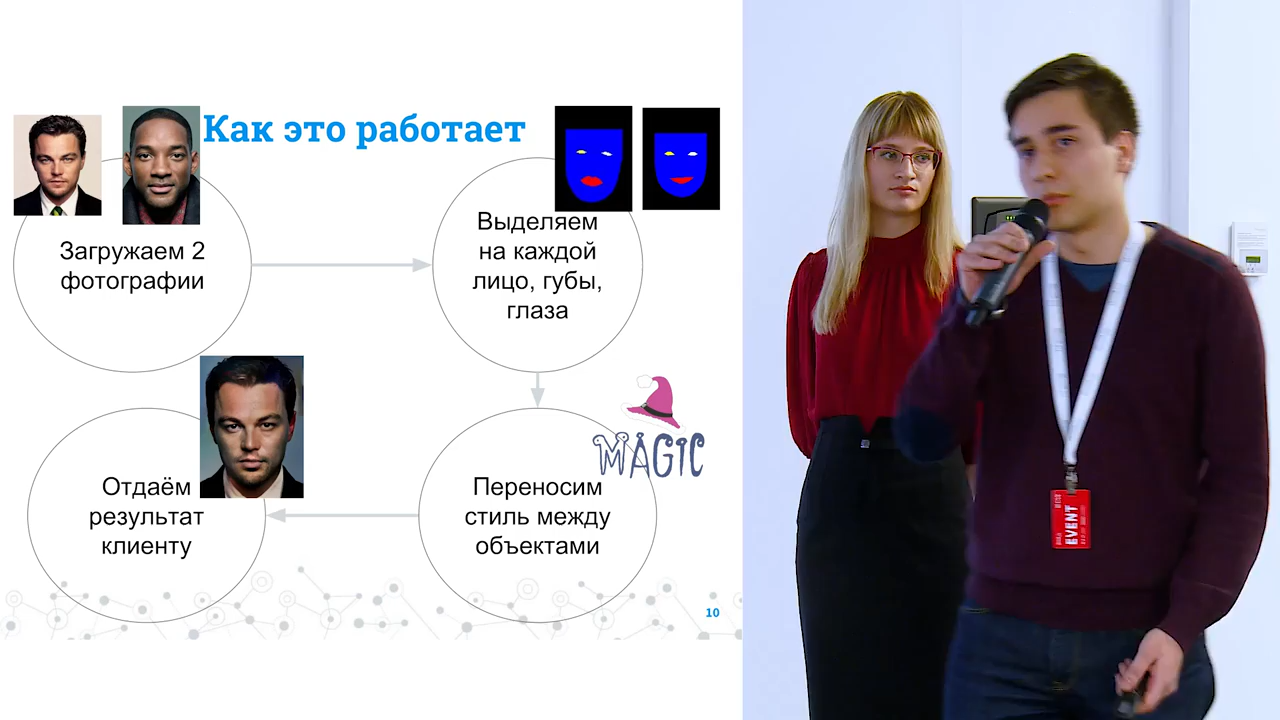 Как это работает
Загружаем 2
фотографии
Выделяем
на каждой
лицо, губы,
глаза
MAGIC
Отдаём
результат
клиенту
Переносим
стиль между
объектами
10
EVENT